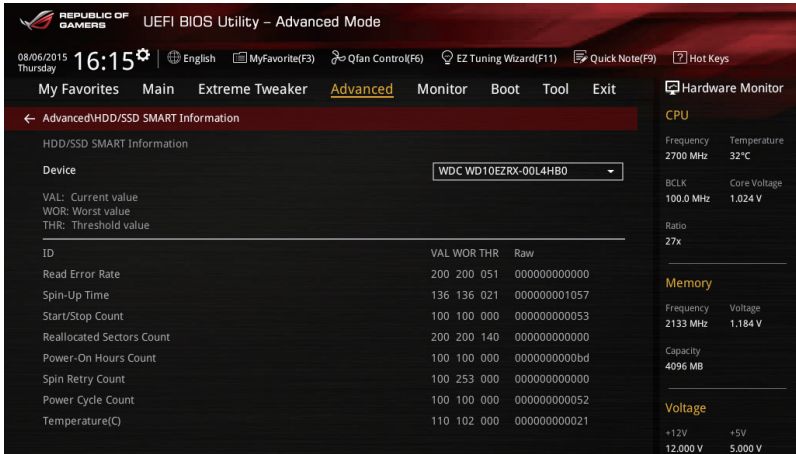 REPUBLIC OF
GAMERS
UEFI BIOS Utility – Advanced Mode
08/06/2015
Thursday
16:15
English
MyFavorite(F3)
Qfan Control(F6)
EZ Tuning Wizard(F11)
Quick Note(F9)
? Hot Keys
My Favorites Main Extreme Tweaker Advanced Monitor Boot Tool Exit
Advanced\HDD/SSD SMART Information
HDD/SSD SMART Information
Device WDC WD10EZRX-00L4HB0
VAL: Current value
WOR: Worst value
THR: Threshold value
ID VAL WOR THR Raw
Read Error Rate 200 200 051 000000000000
Spin-Up Time 136 136 021 000000001057
Start/Stop Count 100 100 000 000000000053
Reallocated Sectors Count 200 200 140 000000000000
Power-On Hours Count 100 100 000 0000000000bd
Spin Retry Count 100 253 000 000000000000
Power Cycle Count 100 100 000 000000000052
Temperature(C) 110 102 000 000000000021
Hardware Monitor
CPU
Frequency Temperature
2700 MHz 32°C
BCLK Core Voltage
100.0 MHz 1.024 V
Ratio
27x
Memory
Frequency Voltage
2133 MHz 1.184 V
Capacity
4096 MB
Voltage
+12V +5V
12.000 V 5.000 V